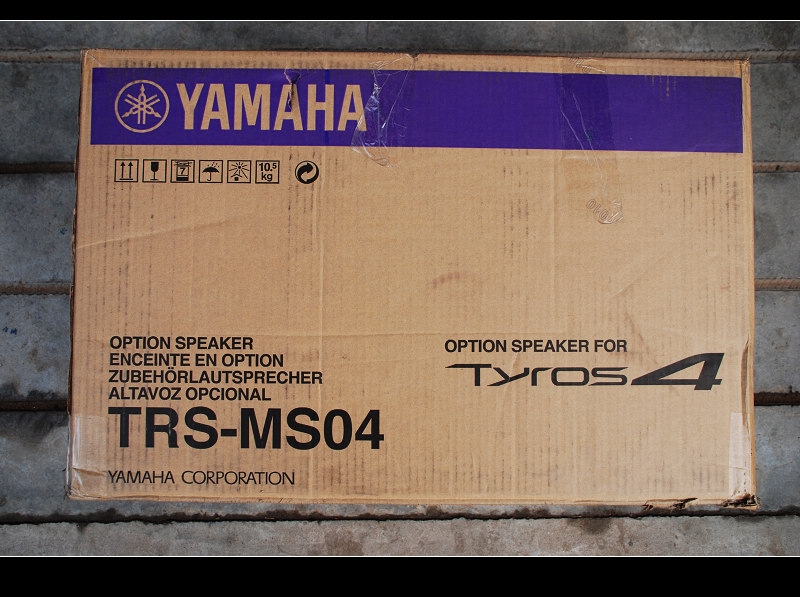 YAMAHA
7
10.5
kg
OPTION SPEAKER
ENCEINTE EN OPTION
ZUBEHÖRLAUTSPRECHER
ALTAVOZ OPCIONAL
TRS-MS04
YAMAHA CORPORATION
OPTION SPEAKER FOR
Tyros4